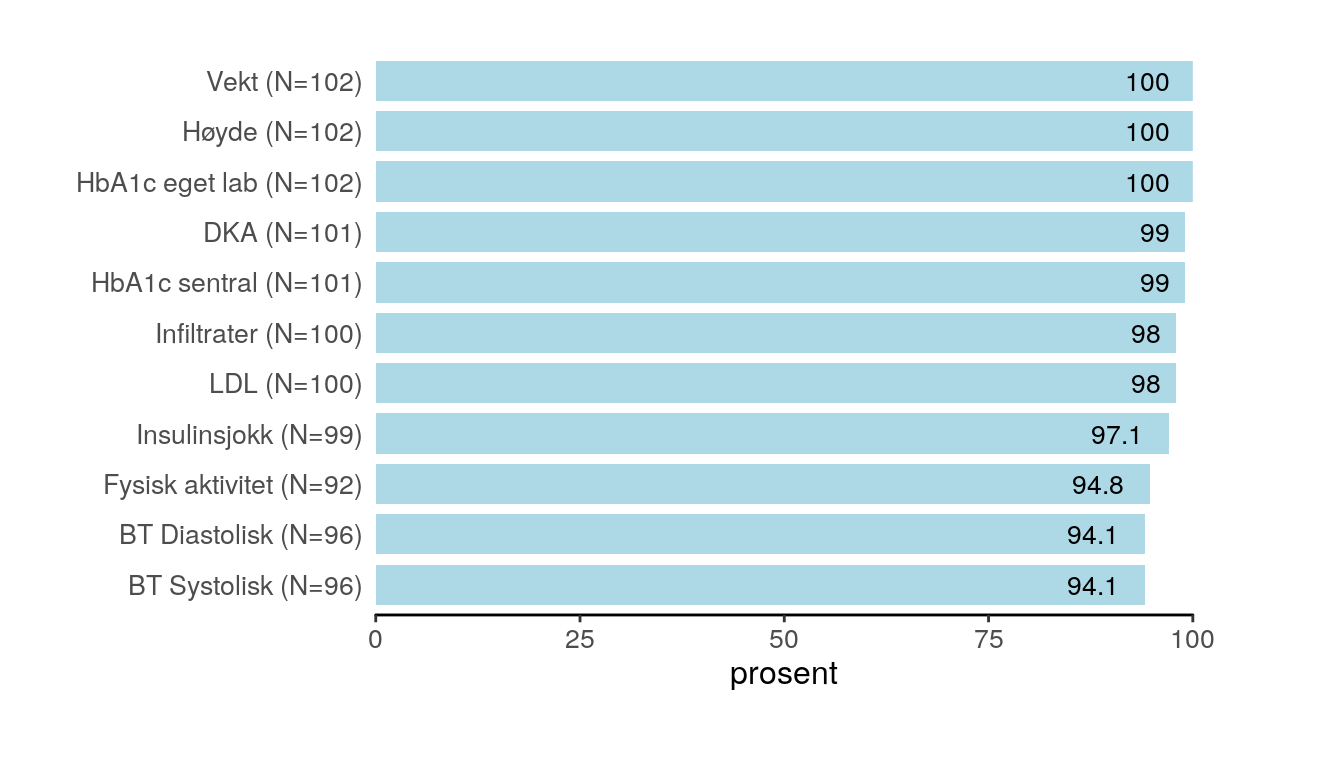 Vekt (N=102) 100
Høyde (N=102) 100
HbA1c eget lab (N=102) 100
DKA (N=101) 99
HbA1c sentral (N=101) 99
Infiltrater (N=100) 98
LDL (N=100) 98
Insulinsjokk (N=99) 97.1
Fysisk aktivitet (N=92) 94.8
BT Diastolisk (N=96) 94.1
BT Systolisk (N=96) 94.1
0 25 50 75 100
prosent